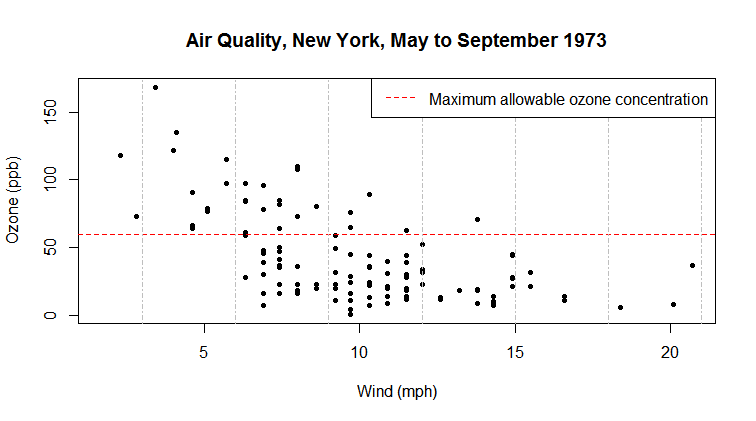 Air Quality, New York, May to September 1973
Maximum allowable ozone concentration
Ozone (ppb)
150
100
50
0
5 10 15 20
Wind (mph)